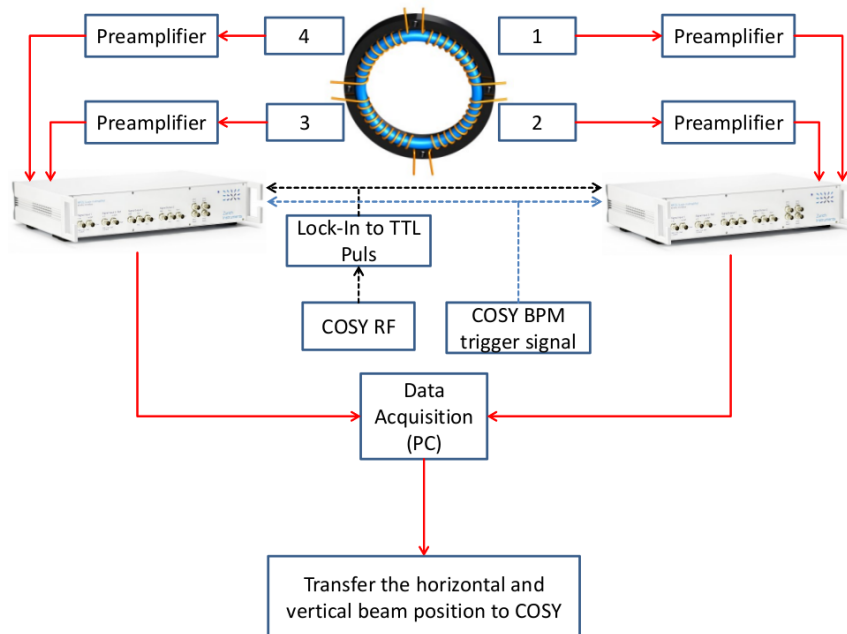 Preamplifier
4
1
Preamplifier
Preamplifier
3
2
Preamplifier
Lock-In to TTL
Puls
COSY RF
COSY BPM
trigger signal
Data
Acquisition
(PC)
Transfer the horizontal and
vertical beam position to COSY